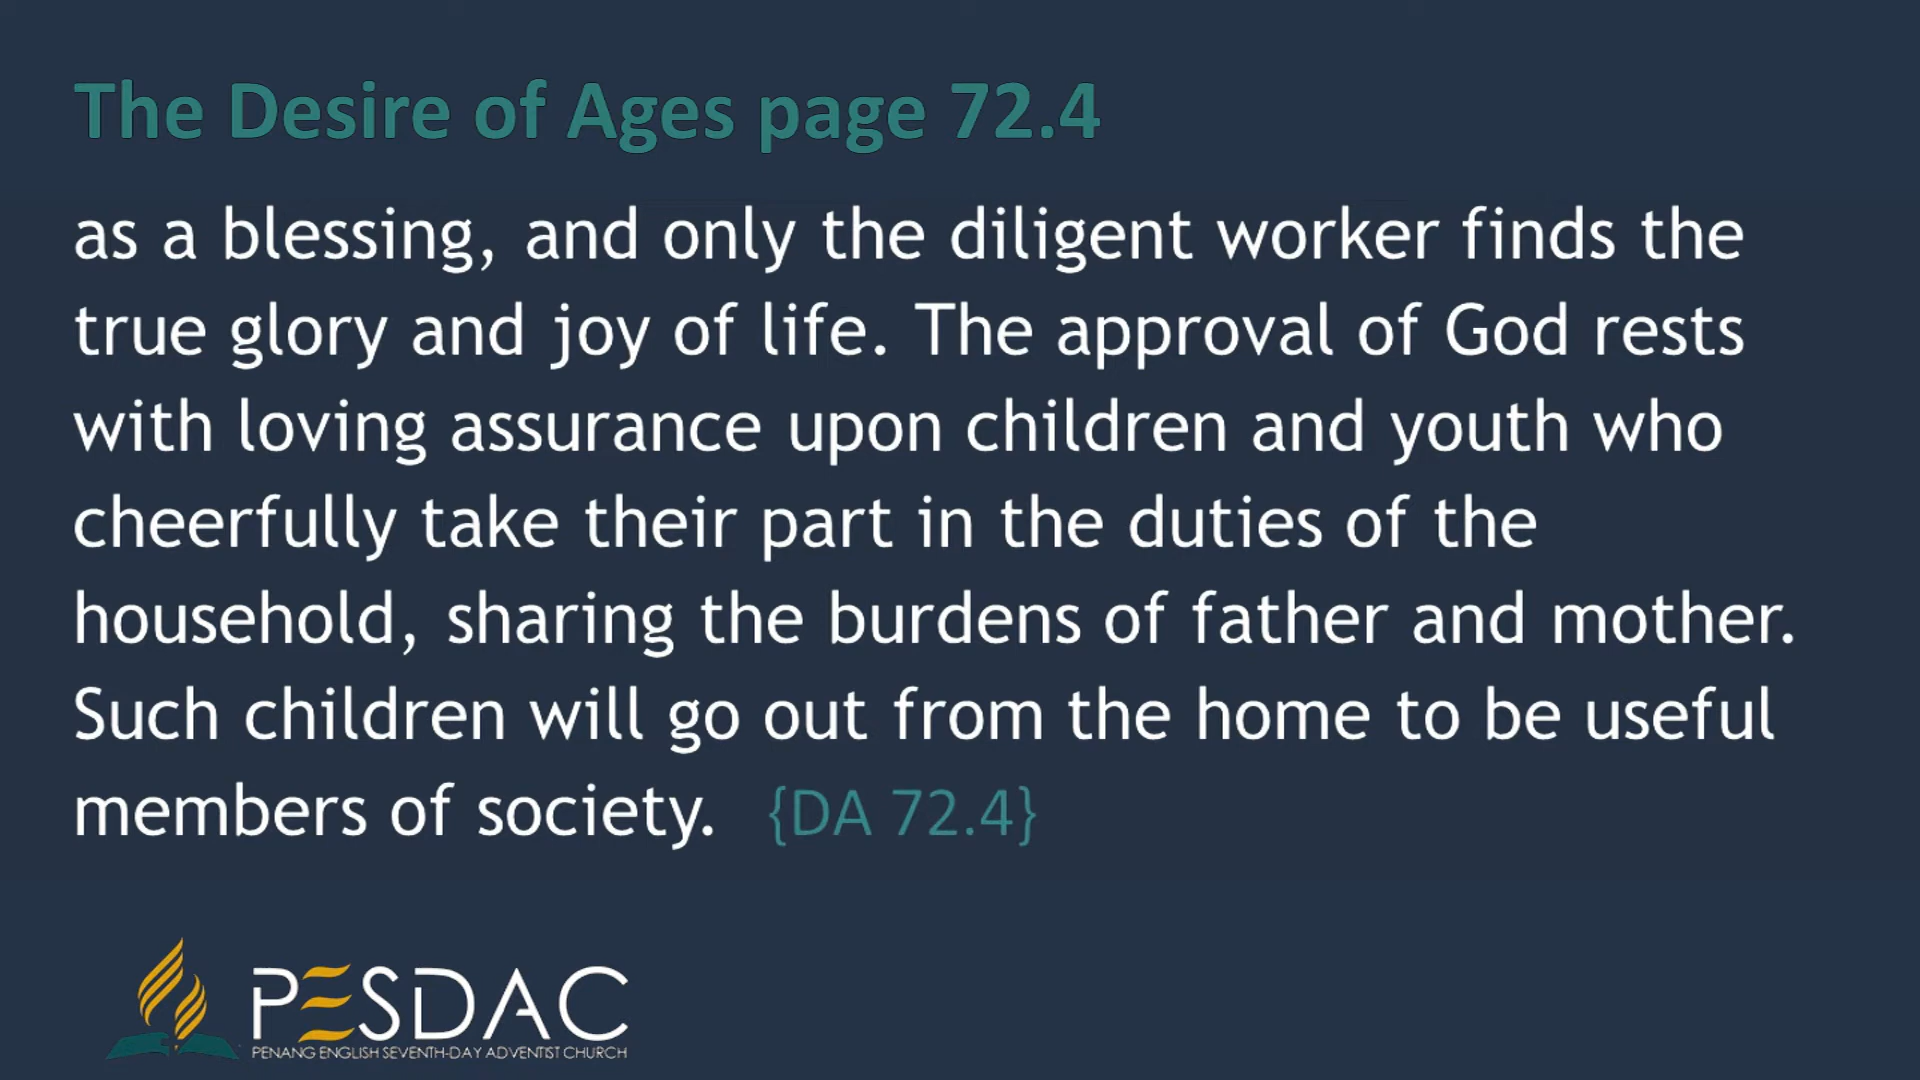 The Desire of Ages page 72.4
as a blessing, and only the diligent worker finds the
true glory and joy of life. The approval of God rests
with loving assurance upon children and youth who
cheerfully take their part in the duties of the
household, sharing the burdens of father and mother.
Such children will go out from the home to be useful
members of society. {DA 72.4}
PESDAC
PENANG ENGLISH SEVENTH-DAY ADVENTIST CHURCH